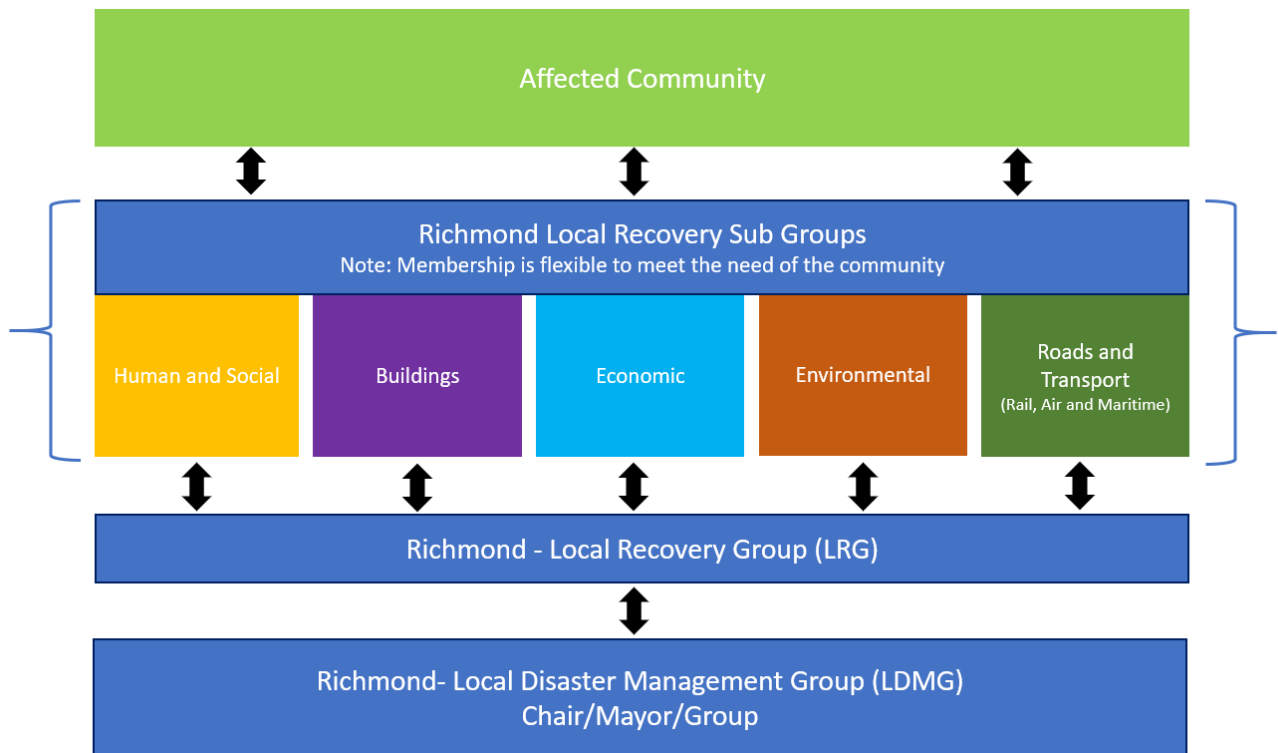 Affected Community
Richmond Local Recovery Sub Groups
Note: Membership is flexible to meet the need of the community
Human and Social
Buildings
Economic
Environmental
Roads and
Transport
(Rail, Air and Maritime)
Richmond - Local Recovery Group (LRG)
Richmond- Local Disaster Management Group (LDMG)
Chair/Mayor/Group